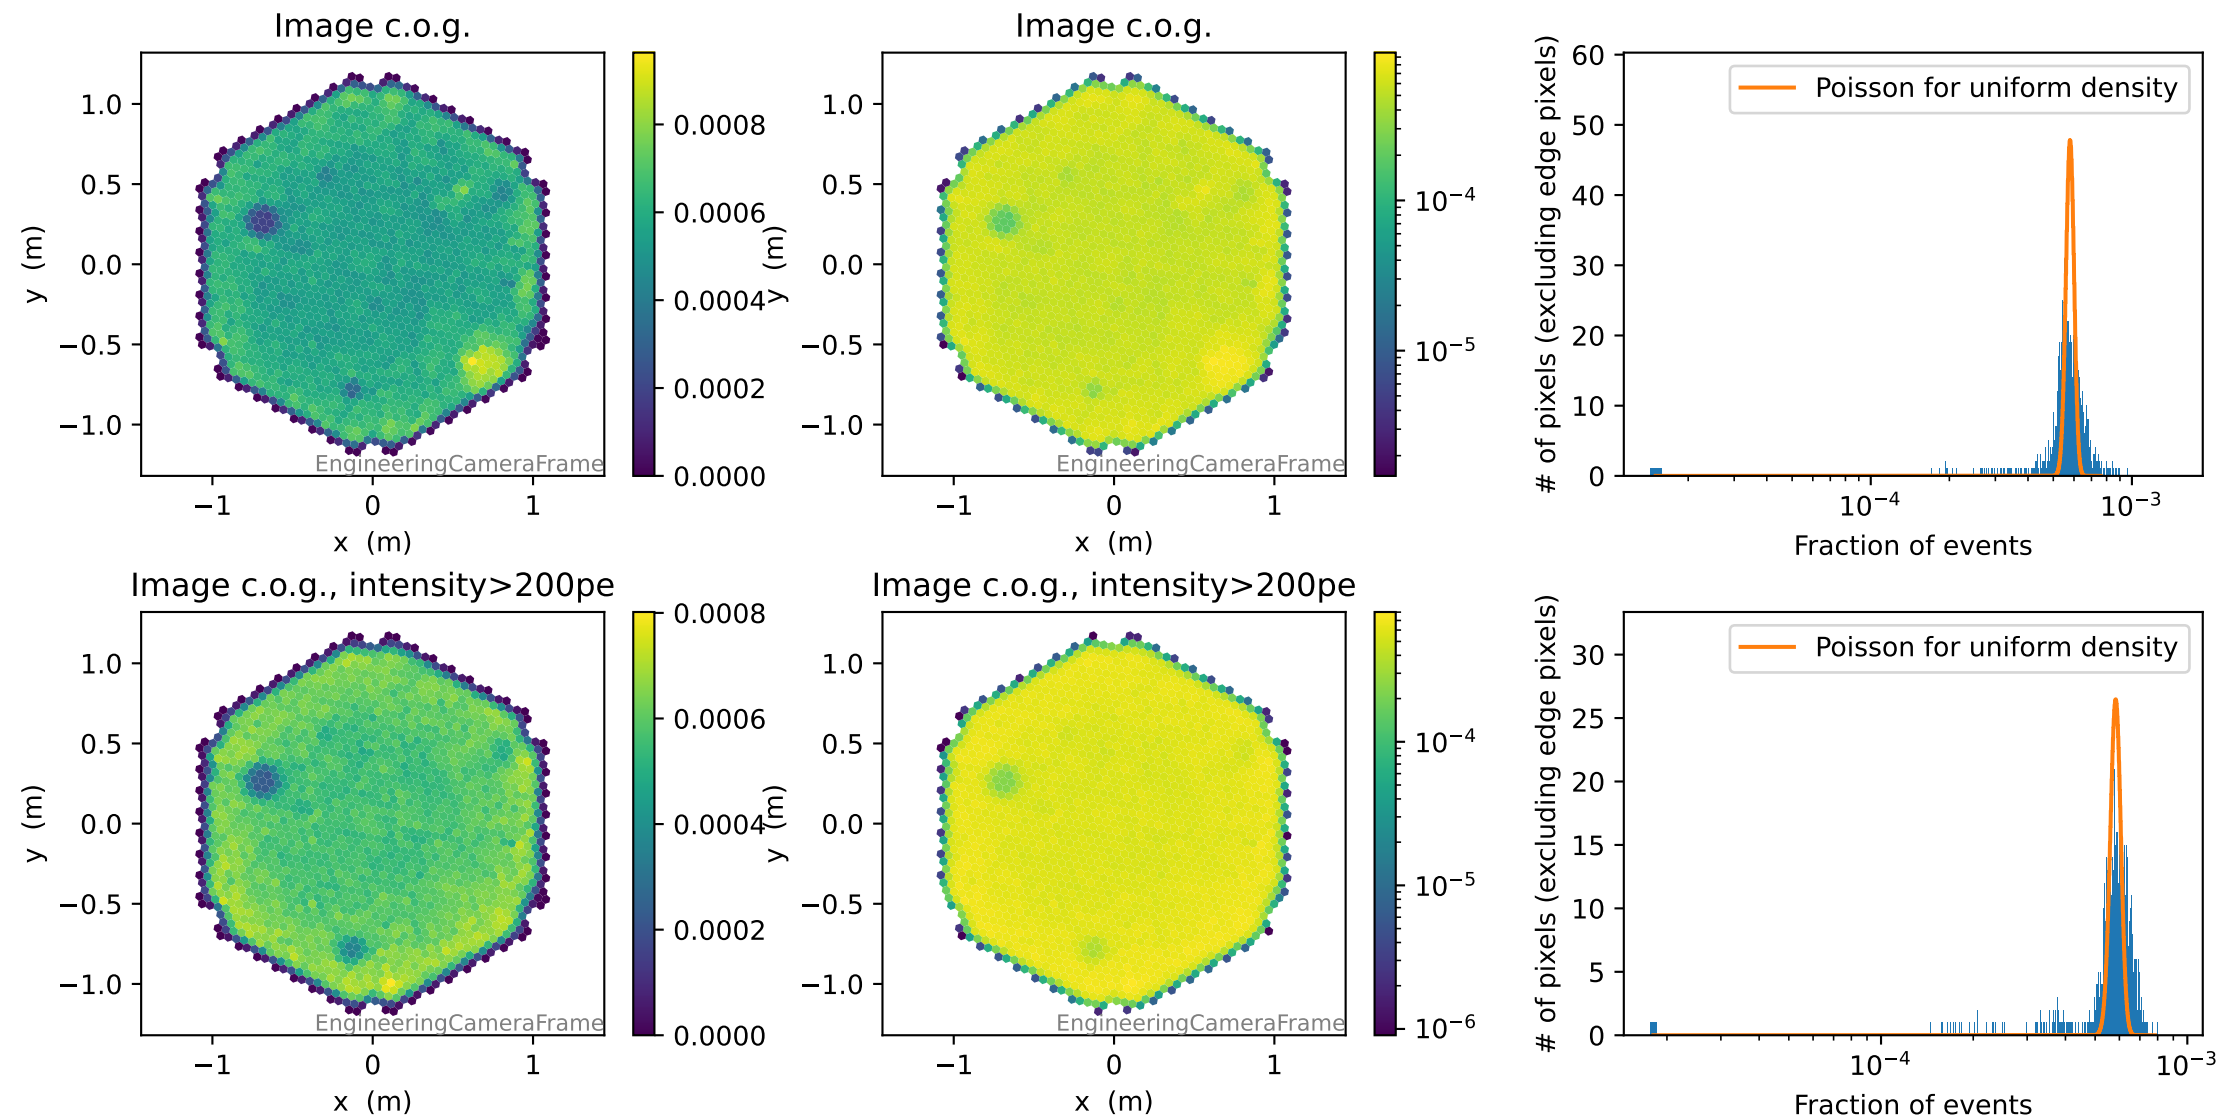 Image c.o.g.
1.0
0.5
0.0
−0.5
−1.0
y (m)
−1
0
1
x (m)
EngineeringCameraFrame
0.0008
0.0006
0.0004
0.0002
0.0000
Image c.o.g.
1.0
0.5
0.0
−0.5
−1.0
y (m)
−1
0
1
x (m)
EngineeringCameraFrame
10⁻⁴
10⁻⁵
60
50
40
30
20
10
0
# of pixels (excluding edge pixels)
Poisson for uniform density
10⁻⁴
10⁻³
Fraction of events
Image c.o.g., intensity>200pe
1.0
0.5
0.0
−0.5
−1.0
y (m)
−1
0
1
x (m)
EngineeringCameraFrame
0.0008
0.0006
0.0004
0.0002
0.0000
Image c.o.g., intensity>200pe
1.0
0.5
0.0
−0.5
−1.0
y (m)
−1
0
1
x (m)
EngineeringCameraFrame
10⁻⁴
10⁻⁵
10⁻⁶
30
25
20
15
10
5
0
# of pixels (excluding edge pixels)
Poisson for uniform density
10⁻⁴
10⁻³
Fraction of events